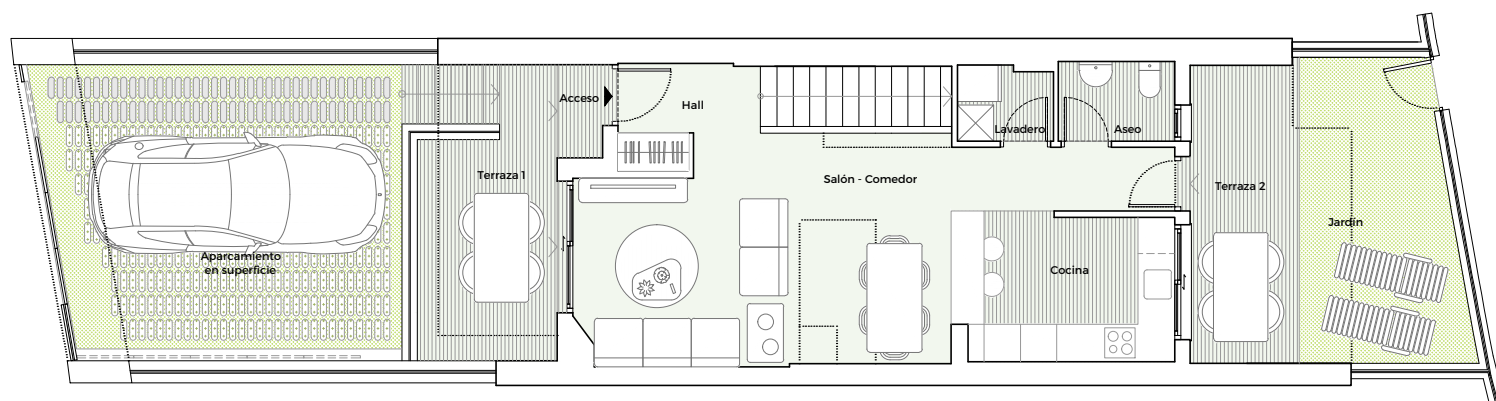 Aparcamiento
en superficie
Terraza 1
Acceso
Hall
Salón - Comedor
Lavadero
Aseo
Cocina
Terraza 2
Jardín